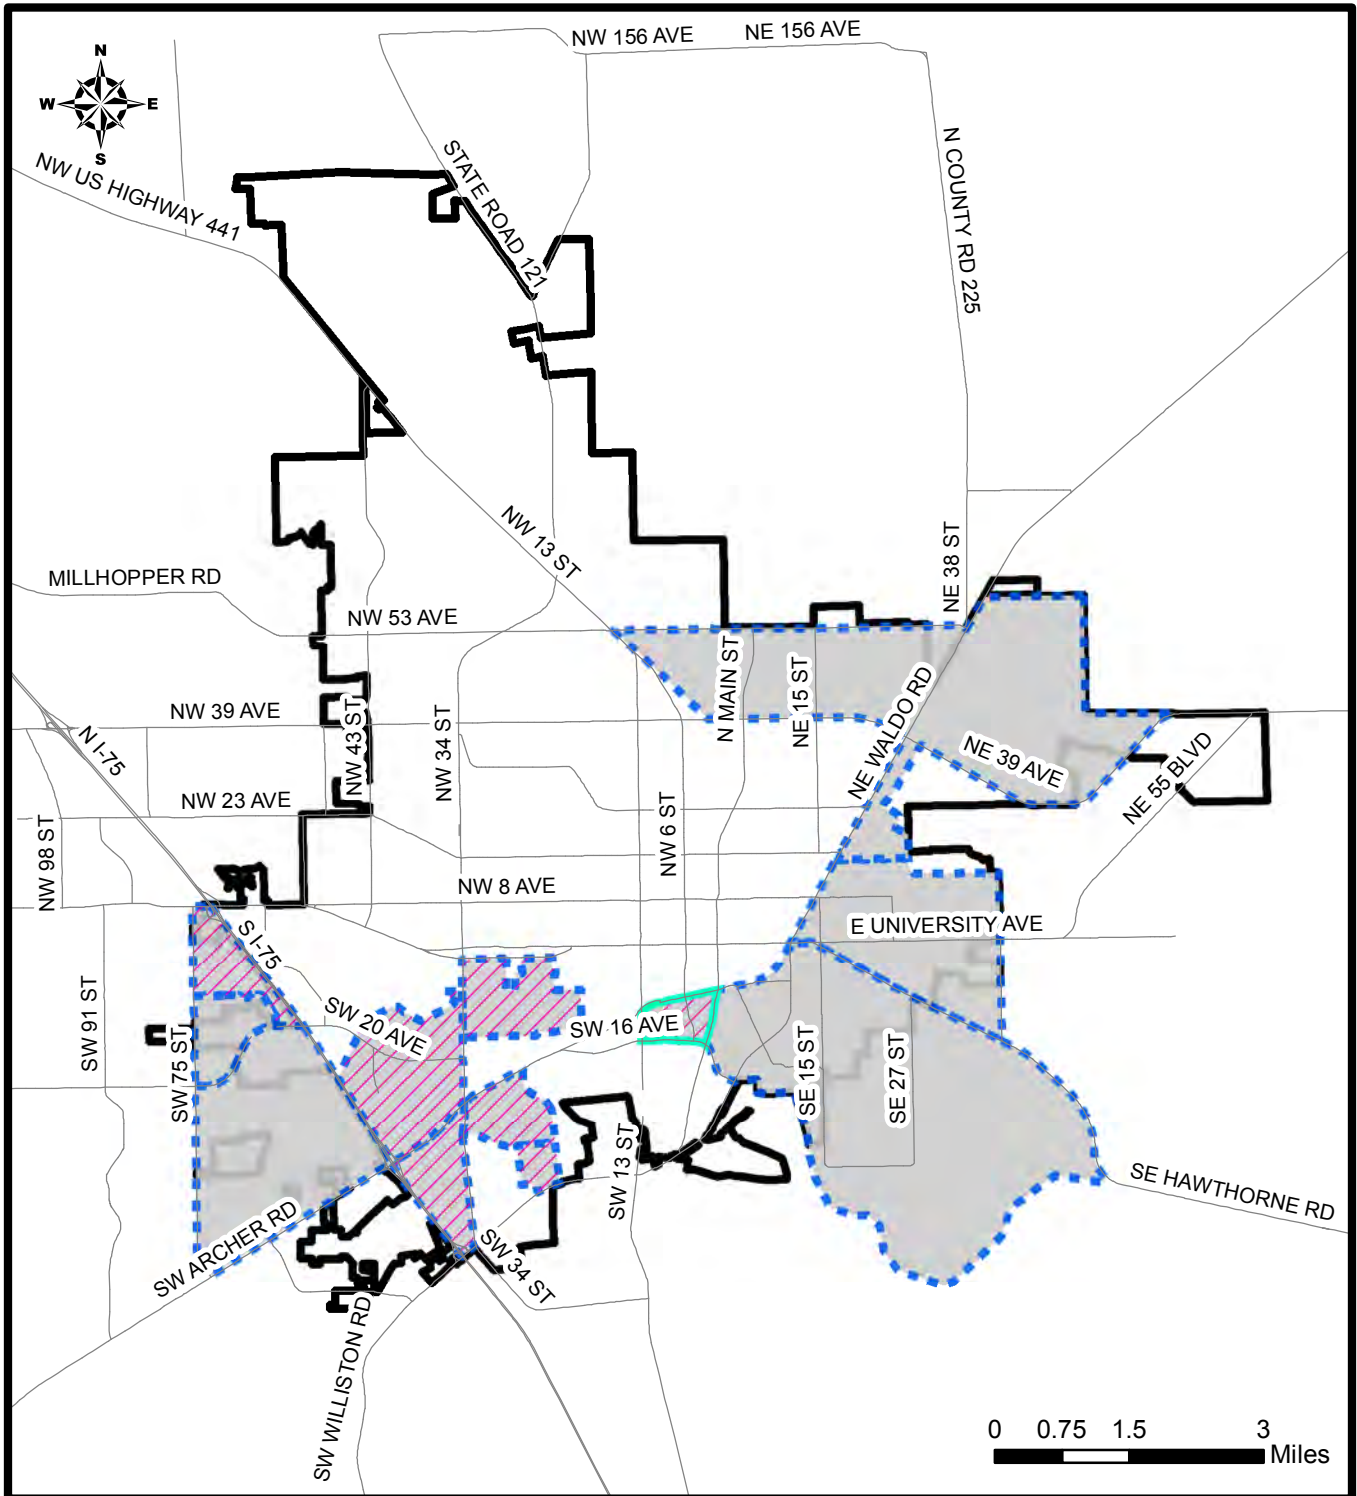 NW 156 AVE
NE 156 AVE
N
W
E
S
NW US HIGHWAY 441
STATE ROAD 121
N COUNTY RD 225
NW 13 ST
NE 38 ST
MILLHOPPER RD
NW 53 AVE
N MAIN ST
NE 15 ST
NE WALDO RD
NW 39 AVE
NW 43 ST
NW 34 ST
N I-75
NE 39 AVE
NE 55 BLVD
NW 23 AVE
NW 98 ST
NW 6 ST
NW 8 AVE
E UNIVERSITY AVE
S I-75
SW 91 ST
SW 75 ST
SW 20 AVE
SW 16 AVE
SE 15 ST
SE 27 ST
SW 13 ST
SE HAWTHORNE RD
SW ARCHER RD
SW 34 ST
SW WILLISTON RD
0 0.75 1.5 3
Miles